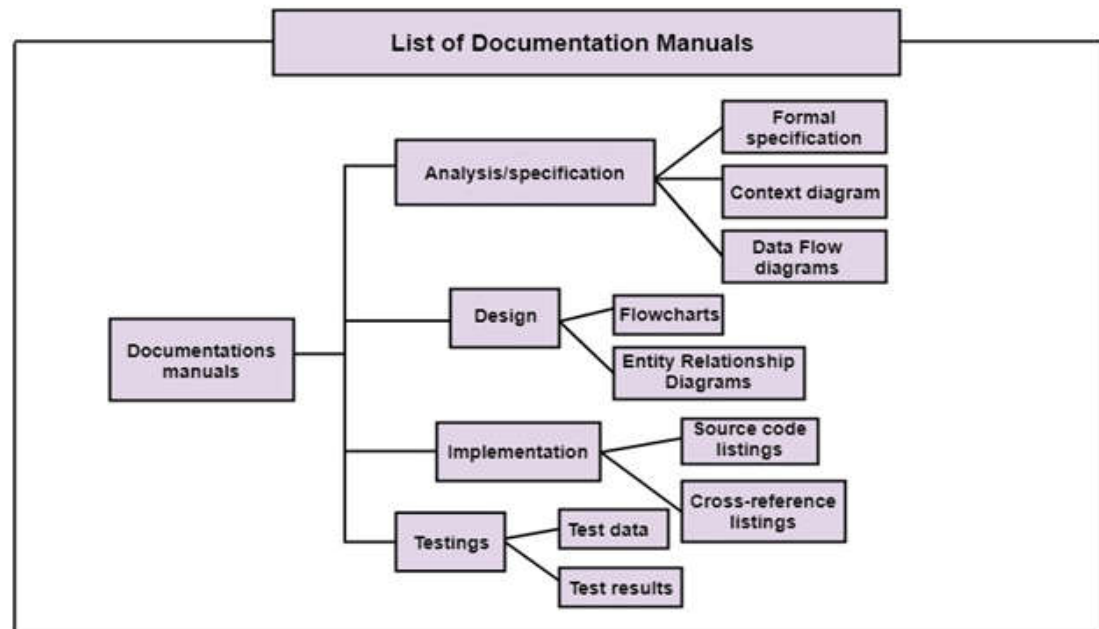 List of Documentation Manuals
Formal
specification
Analysis/specification
Context diagram
Data Flow
diagrams
Design
Flowcharts
Documentations
manuals
Entity Relationship
Diagrams
Source code
listings
Implementation
Cross-reference
listings
Testings
Test data
Test results